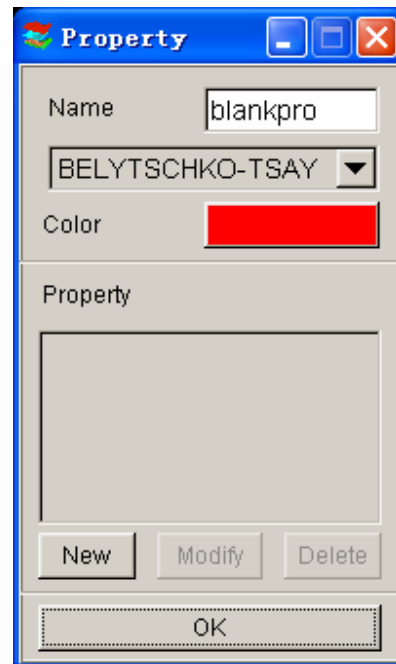 Property
Name blankpro
BELYTSCHKO-TSAY
Color
Property
New Modify Delete
OK